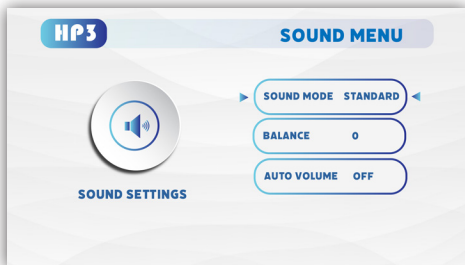 HP3
SOUND MENU
SOUND MODE STANDARD
BALANCE 0
AUTO VOLUME OFF
SOUND SETTINGS